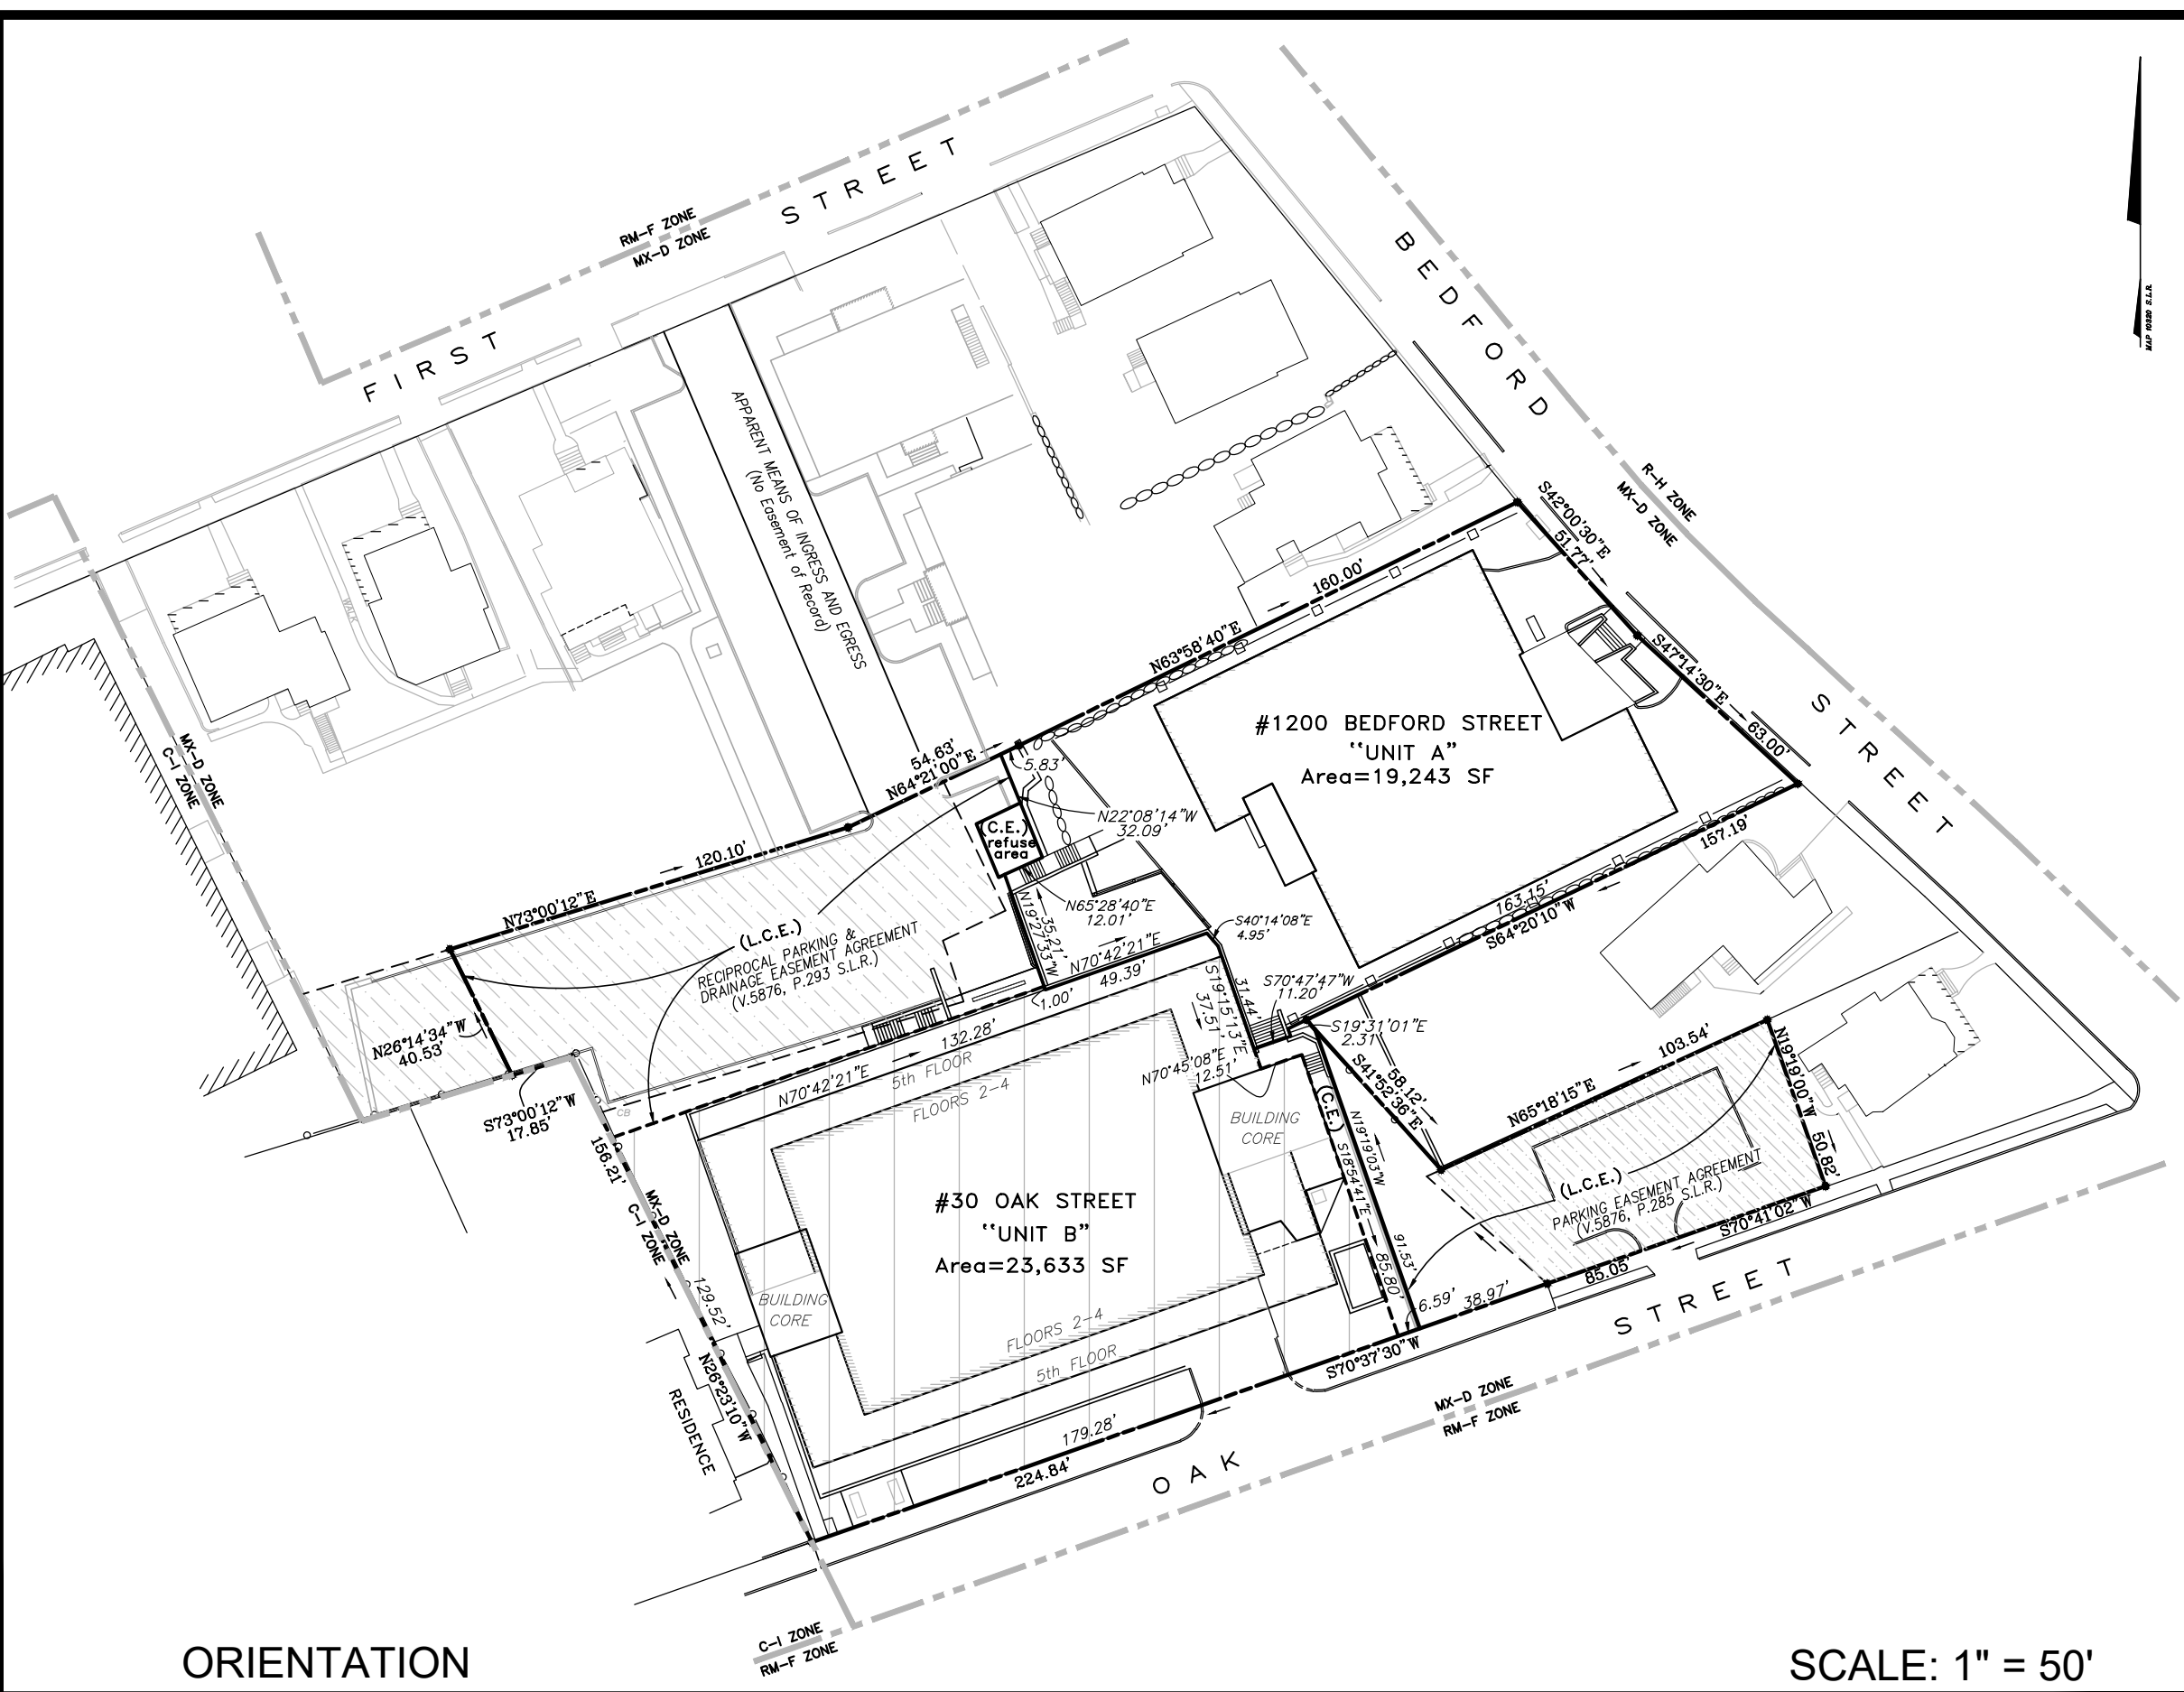 STREET
RM-F ZONE
MX-D ZONE
FIRST
BEDFORD
MAP 10320 S.L.R.
R-H ZONE
MX-D ZONE
APPARENT MEANS OF INGRESS AND EGRESS
(No Easement of Record)
WALK
S42°00'30"E
51.77'
160.00'
N63°58'40"E
S47°14'30"E
63.00'
STREET
#1200 BEDFORD STREET
"UNIT A"
Area=19,243 SF
MX-D ZONE
C-I ZONE
54.63'
N64°21'00"E
5.83'
N22°08'14"W
32.09'
(C.E.)
refuse
area
120.10'
N73°00'12"E
157.19'
163.15'
S64°20'10"W
N65°28'40"E
12.01'
N19°27'33"W
35.21'
S40°14'08"E
4.95'
(L.C.E.)
RECIPROCAL PARKING &
DRAINAGE EASEMENT AGREEMENT
(V.5876, P.293 S.L.R.)
N70°42'21"E
49.39'
1.00'
S19°15'13"E
31.44'
37.51'
S70°47'47"W
11.20'
S19°31'01"E
2.31'
N26°14'34"W
40.53'
132.28'
N70°42'21"E
5th FLOOR
FLOORS 2-4
N70°45'08"E
12.51'
58.12'
S41°52'36"E
103.54'
N65°18'15"E
N19°19'00"W
50.82'
S73°00'12"W
17.85'
CB
156.21'
BUILDING
CORE
(C.E.)
N19°19'03"W
S18°54'41"E
91.53'
85.80'
(L.C.E.)
PARKING EASEMENT AGREEMENT
(V.5876, P.285 S.L.R.)
S70°41'02"W
85.05'
#30 OAK STREET
"UNIT B"
Area=23,633 SF
MX-D ZONE
C-I ZONE
129.52'
BUILDING
CORE
6.59'
38.97'
STREET
FLOORS 2-4
5th FLOOR
N26°23'10"W
RESIDENCE
S70°37'30"W
179.28'
224.84'
MX-D ZONE
RM-F ZONE
OAK
C-I ZONE
RM-F ZONE
ORIENTATION
SCALE: 1" = 50'